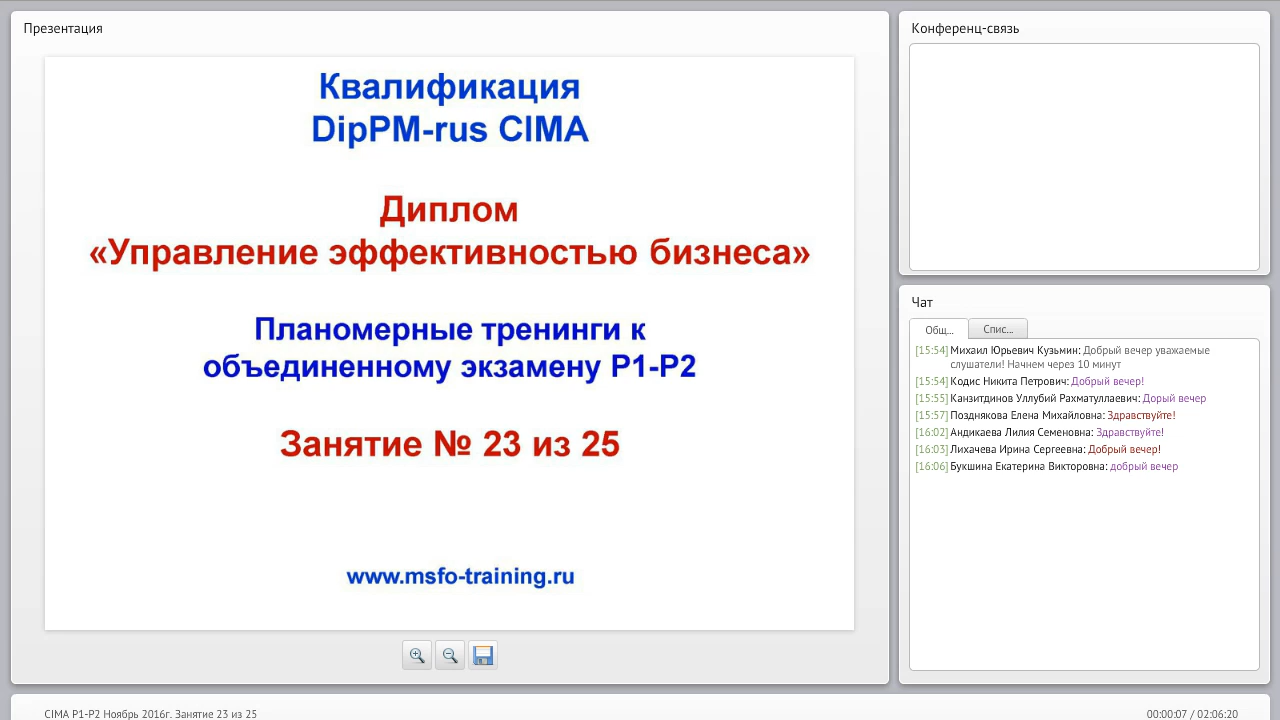 Презентация
Квалификация
DipPM-rus CIMA
Диплом
«Управление эффективностью бизнеса»
Планомерные тренинги к
объединенному экзамену P1-P2
Занятие № 23 из 25
www.msfo-training.ru
Конференц-связь
Чат
Общ...
Спис...
[15:54] Михаил Юрьевич Кузьмин: Добрый вечер уважаемые
слушатели! Начнем через 10 минут
[15:54] Кодис Никита Петрович: Добрый вечер!
[15:55] Канзитдинов Уллубий Рахматуллаевич: Дорый вечер
[15:57] Позднякова Елена Михайловна: Здравствуйте!
[16:02] Андикаева Лилия Семеновна: Здравствуйте!
[16:03] Лихачева Ирина Сергеевна: Добрый вечер!
[16:06] Букшина Екатерина Викторовна: добрый вечер
CIMA P1-P2 Ноябрь 2016г. Занятие 23 из 25
00:00:07 / 02:06:20